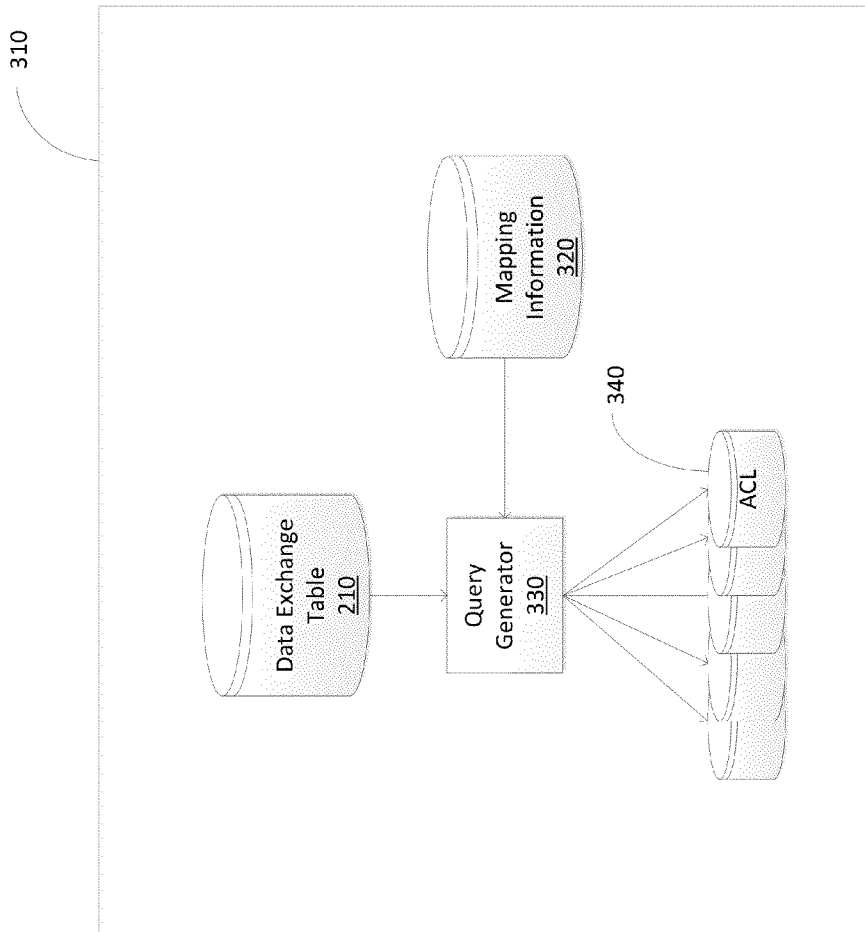 310
Data Exchange
Table
210
Mapping
Information
320
Query
Generator
330
340
ACL